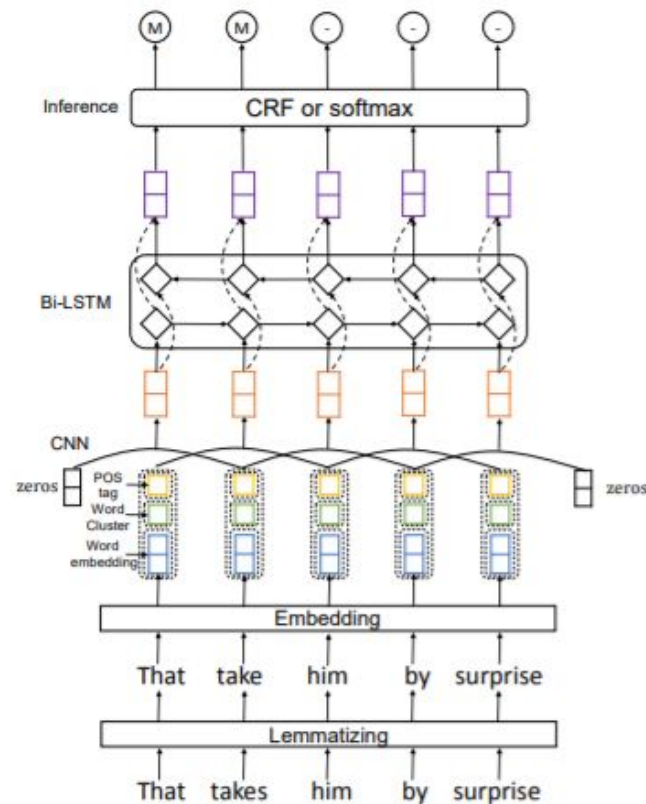 M M - - -
Inference
CRF or softmax
Bi-LSTM
CNN
zeros
POS
tag
zeros
Word
Cluster
Word
embedding
Embedding
That take him by surprise
Lemmatizing
That takes him by surprise